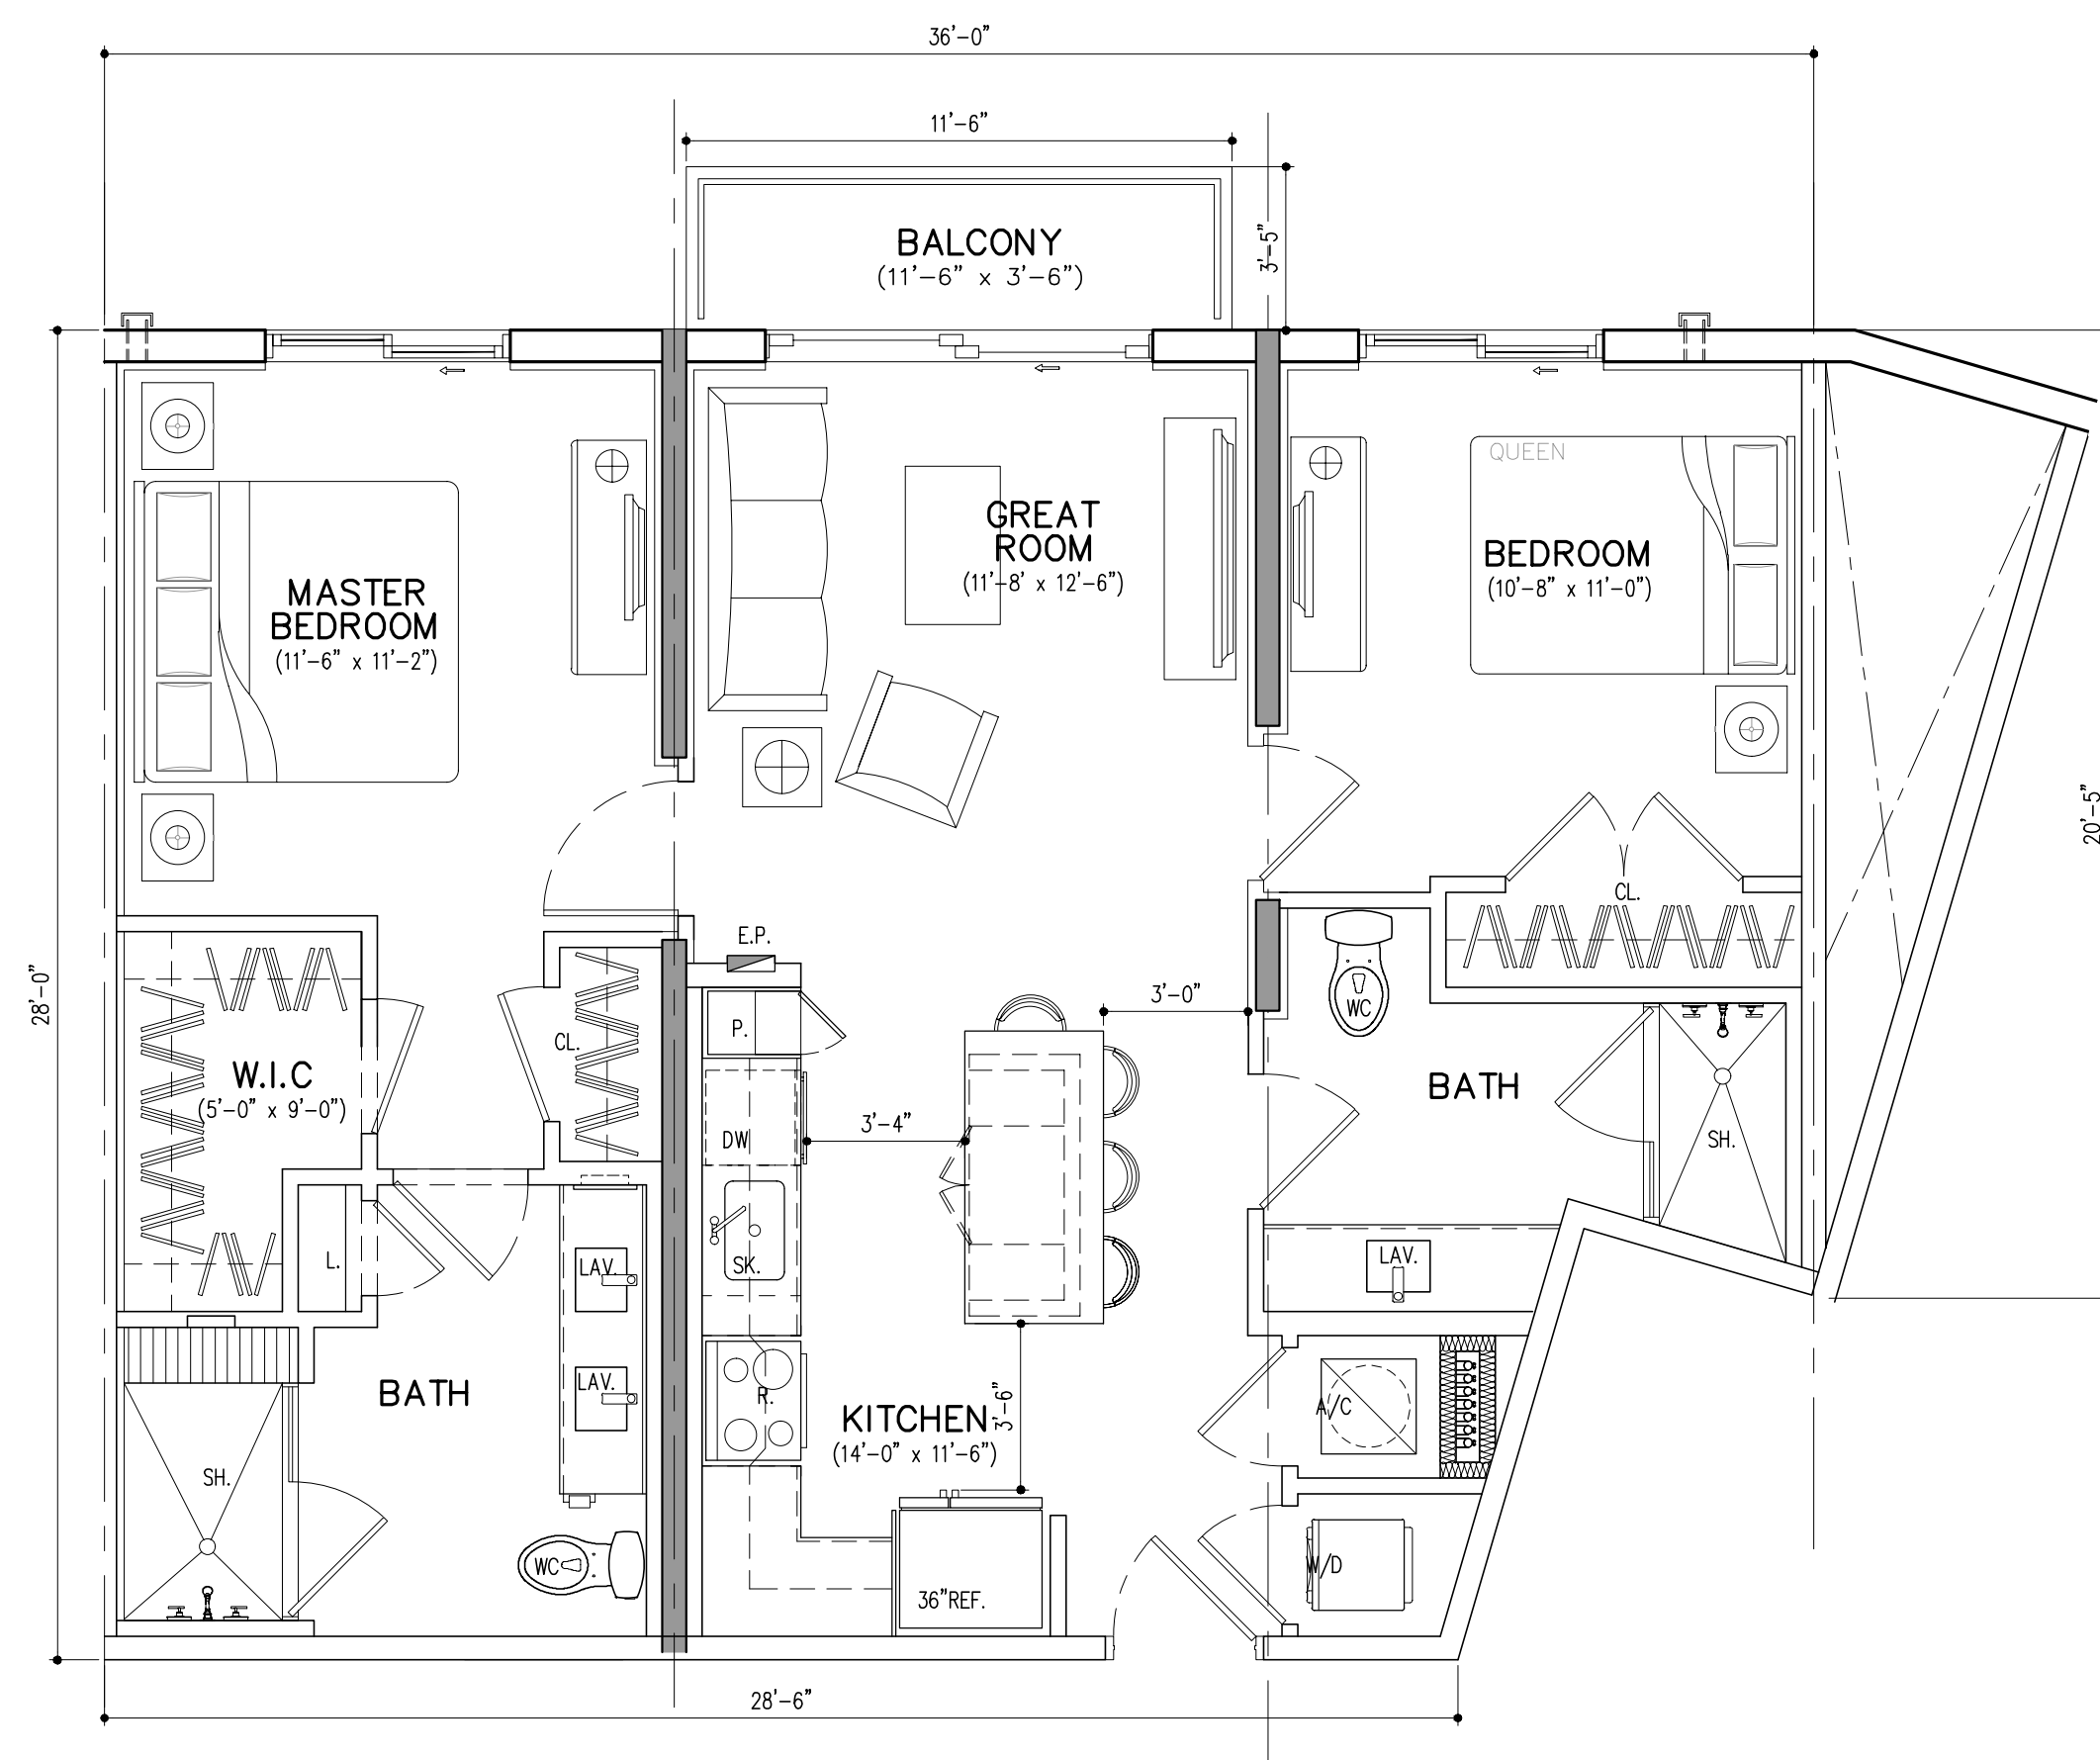 36'-0"
11'-6"
BALCONY
(11'-6" x 3'-6")
3'-5"
QUEEN
GREAT
ROOM
(11'-8' x 12'-6")
BEDROOM
(10'-8" x 11'-0")
MASTER
BEDROOM
(11'-6" x 11'-2")
20'-5"
CL.
E.P.
28'-0"
3'-0"
WC
P.
CL.
W.I.C
(5'-0" x 9'-0")
BATH
3'-4"
DW
SH.
L.
LAV.
SK.
LAV.
LAV.
BATH
R.
KITCHEN
(14'-0" x 11'-6")
3'-6"
A/C
SH.
WC
W/D
36"REF.
28'-6"